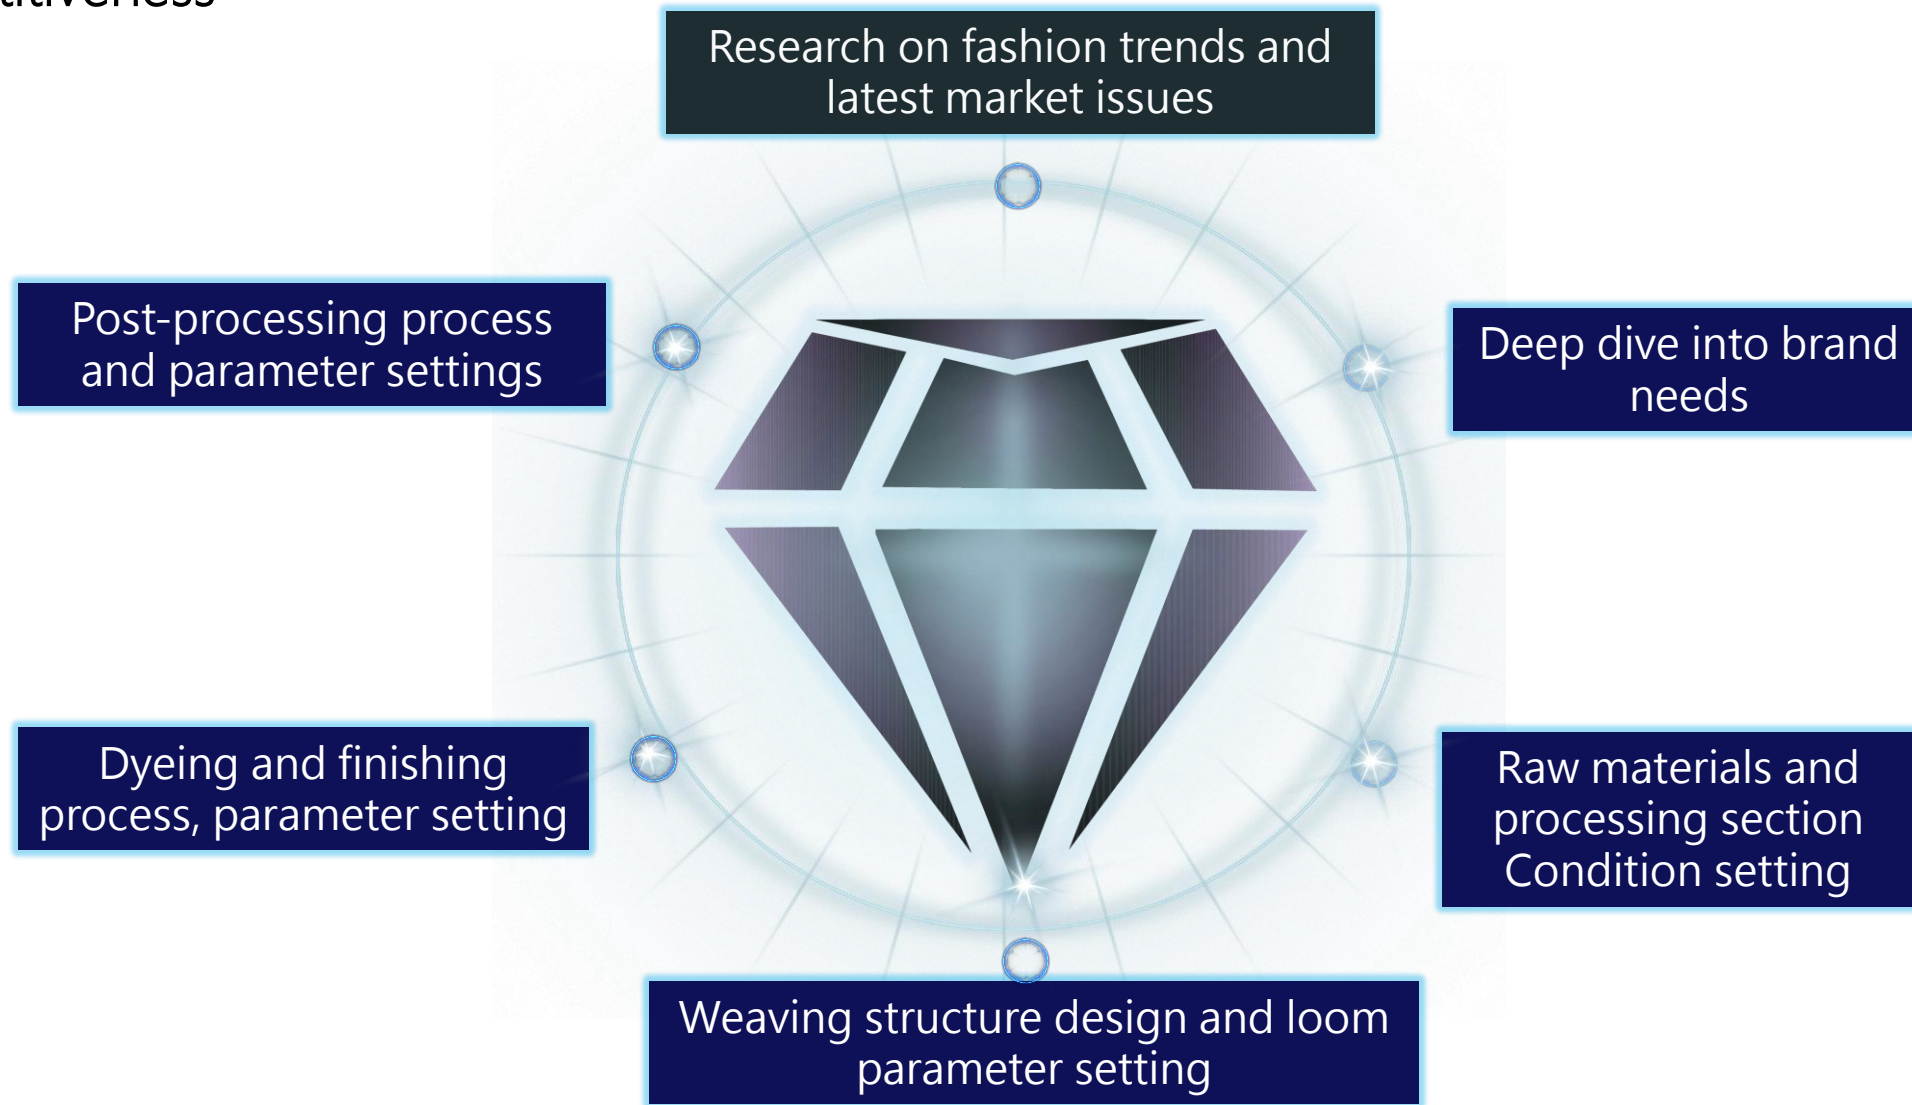 Research on fashion trends and
latest market issues
Post-processing process
and parameter settings
Deep dive into brand
needs
Dyeing and finishing
process, parameter setting
Raw materials and
processing section
Condition setting
Weaving structure design and loom
parameter setting